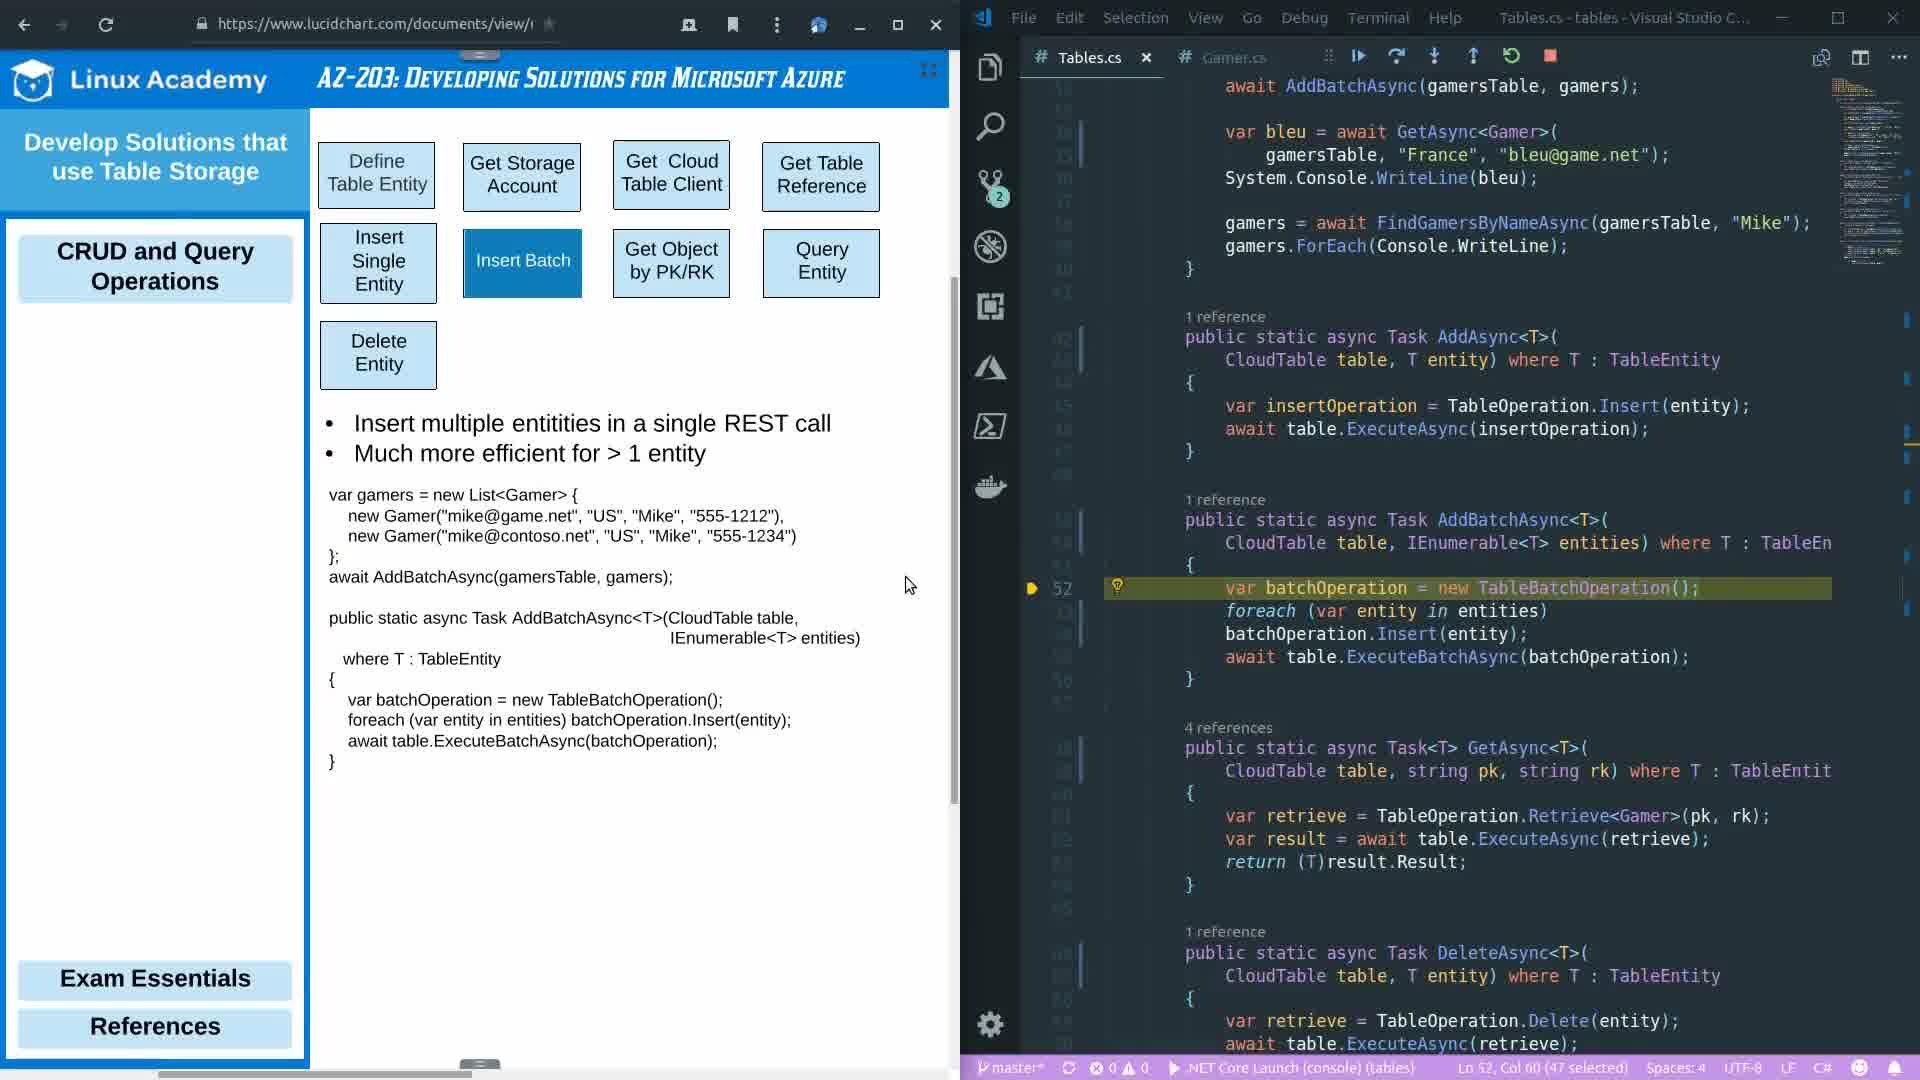 https://www.lucidchart.com/documents/view/
Linux Academy
AZ-203: Developing Solutions for Microsoft Azure
Develop Solutions that
use Table Storage
CRUD and Query
Operations
Exam Essentials
References
Define
Table Entity
Get Storage
Account
Get Cloud
Table Client
Get Table
Reference
Insert
Single
Entity
Insert Batch
Get Object
by PK/RK
Query
Entity
Delete
Entity
• Insert multiple entitities in a single REST call
• Much more efficient for > 1 entity
var gamers = new List<Gamer> {
new Gamer("mike@game.net", "US", "Mike", "555-1212"),
new Gamer("mike@contoso.net", "US", "Mike", "555-1234")
};
await AddBatchAsync(gamersTable, gamers);
public static async Task AddBatchAsync<T>(CloudTable table,
IEnumerable<T> entities)
where T : TableEntity
{
var batchOperation = new TableBatchOperation();
foreach (var entity in entities) batchOperation.Insert(entity);
await table.ExecuteBatchAsync(batchOperation);
}
File Edit Selection View Go Debug Terminal Help Tables.cs - tables - Visual Studio C...
# Tables.cs # Gamer.cs
await AddBatchAsync(gamersTable, gamers);
var bleu = await GetAsync<Gamer>(
gamersTable, "France", "bleu@game.net");
System.Console.WriteLine(bleu);
gamers = await FindGamersByNameAsync(gamersTable, "Mike");
gamers.ForEach(Console.WriteLine);
}
1 reference
public static async Task AddAsync<T>(
CloudTable table, T entity) where T : TableEntity
{
var insertOperation = TableOperation.Insert(entity);
await table.ExecuteAsync(insertOperation);
}
1 reference
public static async Task AddBatchAsync<T>(
CloudTable table, IEnumerable<T> entities) where T : TableEn
{
52 var batchOperation = new TableBatchOperation();
foreach (var entity in entities)
batchOperation.Insert(entity);
await table.ExecuteBatchAsync(batchOperation);
}
4 references
public static async Task<T> GetAsync<T>(
CloudTable table, string pk, string rk) where T : TableEntit
{
var retrieve = TableOperation.Retrieve<Gamer>(pk, rk);
var result = await table.ExecuteAsync(retrieve);
return (T)result.Result;
}
1 reference
public static async Task DeleteAsync<T>(
CloudTable table, T entity) where T : TableEntity
{
var retrieve = TableOperation.Delete(entity);
await table.ExecuteAsync(retrieve);
2
master* 0 0 .NET Core Launch (console) (tables) Ln 52, Col 60 (47 selected) Spaces: 4 UTF-8 LF C#